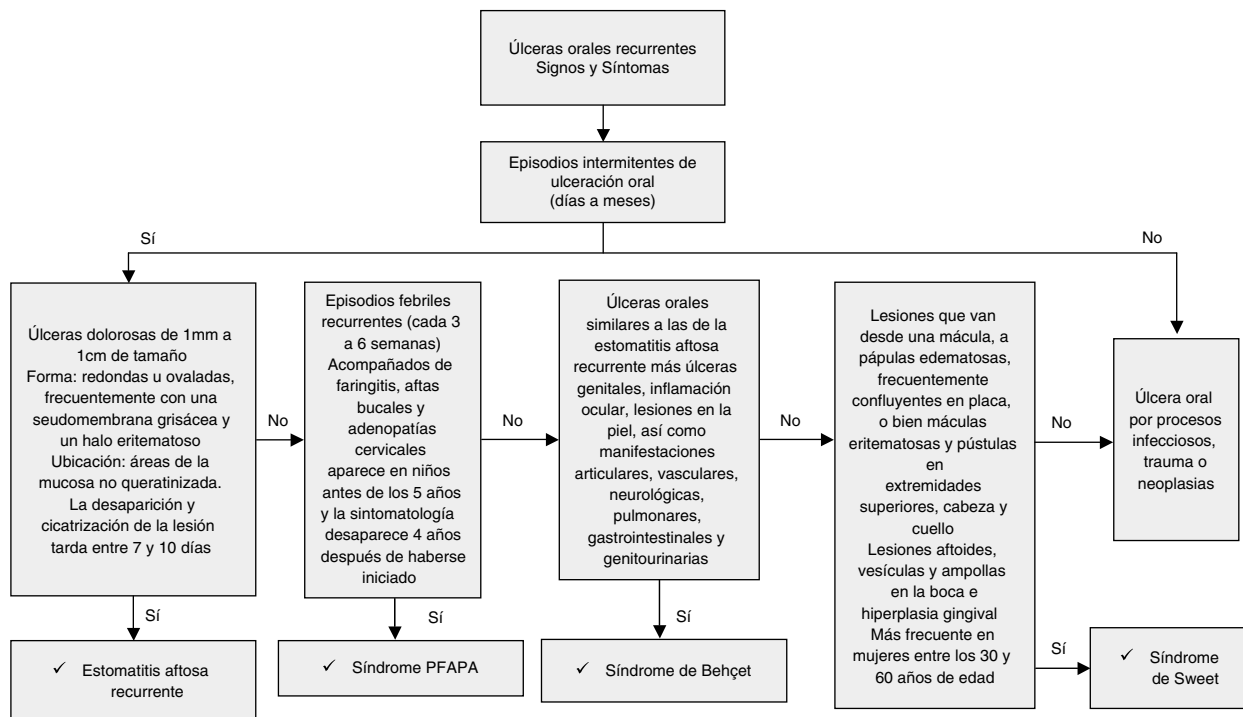 Úlceras orales recurrentes
Signos y Síntomas
Episodios intermitentes de
ulceración oral
(días a meses)
Sí
No
Úlceras dolorosas de 1mm a
1cm de tamaño
Forma: redondas u ovaladas,
frecuentemente con una
seudomembrana grisácea y
un halo eritematoso
Ubicación: áreas de la
mucosa no queratinizada.
La desaparición y
cicatrización de la lesión
tarda entre 7 y 10 días
No
Episodios febriles
recurrentes (cada 3
a 6 semanas)
Acompañados de
faringitis, aftas
bucales y
adenopatías
cervicales
aparece en niños
antes de los 5 años
y la sintomatología
desaparece 4 años
después de haberse
iniciado
No
Úlceras orales
similares a las de la
estomatitis aftosa
recurrente más úlceras
genitales, inflamación
ocular, lesiones en la
piel, así como
manifestaciones
articulares, vasculares,
neurológicas,
pulmonares,
gastrointestinales y
genitourinarias
No
Lesiones que van
desde una mácula, a
pápulas edematosas,
frecuentemente
confluyentes en placa,
o bien máculas
eritematosas y pústulas
en
extremidades
superiores, cabeza y
cuello
Lesiones aftoides,
vesículas y ampollas
en la boca e
hiperplasia gingival
Más frecuente en
mujeres entre los 30 y
60 años de edad
No
Úlcera oral
por procesos
infecciosos,
trauma o
neoplasias
Sí
✓ Estomatitis aftosa
recurrente
Sí
✓ Síndrome PFAPA
Sí
✓ Síndrome de Behçet
Sí
✓ Síndrome
de Sweet